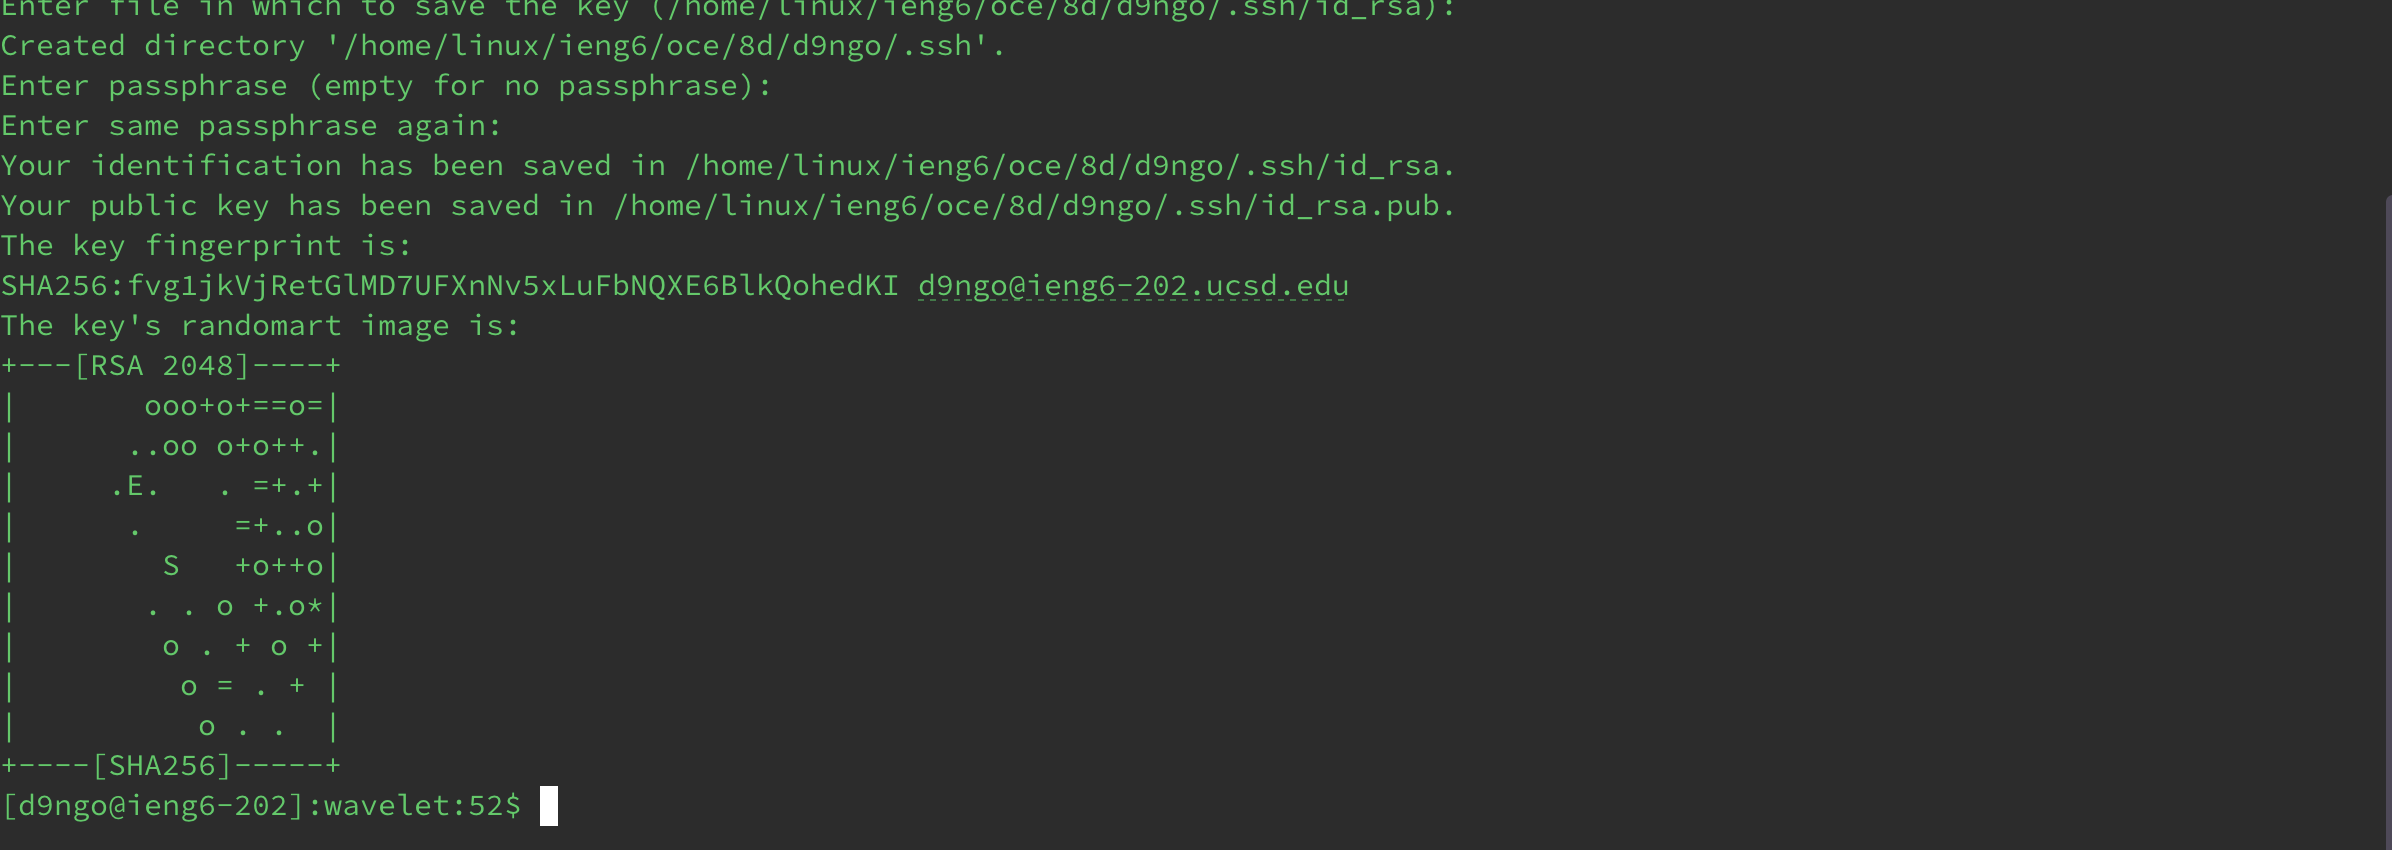 Enter file in which to save the key (/home/linux/ieng6/oce/8d/d9ngo/.ssh/id_rsa):
Created directory '/home/linux/ieng6/oce/8d/d9ngo/.ssh'.
Enter passphrase (empty for no passphrase):
Enter same passphrase again:
Your identification has been saved in /home/linux/ieng6/oce/8d/d9ngo/.ssh/id_rsa.
Your public key has been saved in /home/linux/ieng6/oce/8d/d9ngo/.ssh/id_rsa.pub.
The key fingerprint is:
SHA256:fvg1jkVjRetGlMD7UFXnNv5xLuFbNQXE6BlkQohedKI d9ngo@ieng6-202.ucsd.edu
The key's randomart image is:
+---[RSA 2048]----+
|       ooo+o+==o=|
|      ..oo o+o++.|
|     .E.   . =+.+|
|      .     =+..o|
|        S   +o++o|
|       . . o +.o*|
|        o . + o +|
|         o = . + |
|          o . .  |
+----[SHA256]-----+
[d9ngo@ieng6-202]:wavelet:52$